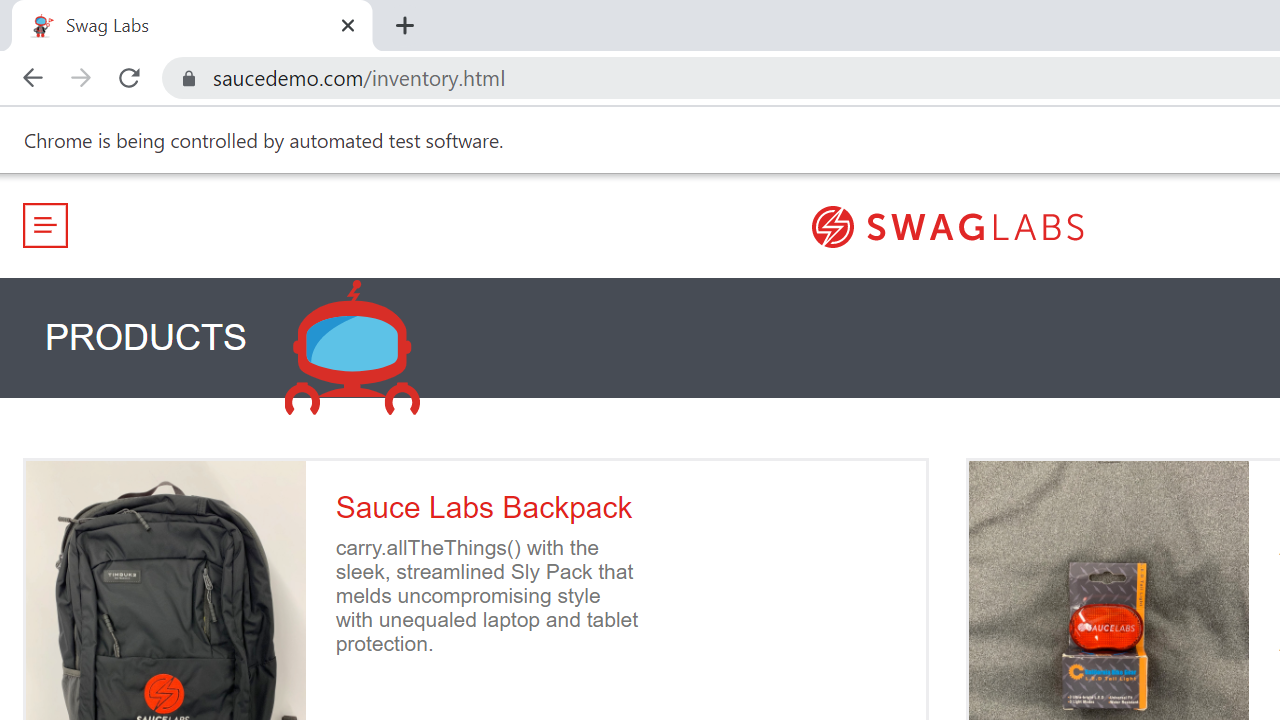 Swag Labs
saucedemo.com/inventory.html
Chrome is being controlled by automated test software.
SWAGLABS
PRODUCTS
Sauce Labs Backpack
carry.allTheThings() with the
sleek, streamlined Sly Pack that
melds uncompromising style
with unequaled laptop and tablet
protection.
TIMBUK2
SAUCELABS
SAUCELABS
L.E.D Tail Light